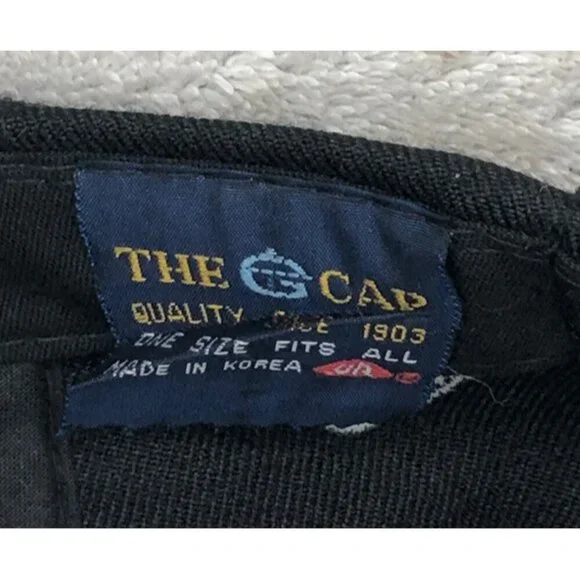 THE G CAP
QUALITY SINCE 1903
ONE SIZE FITS ALL
MADE IN KOREA